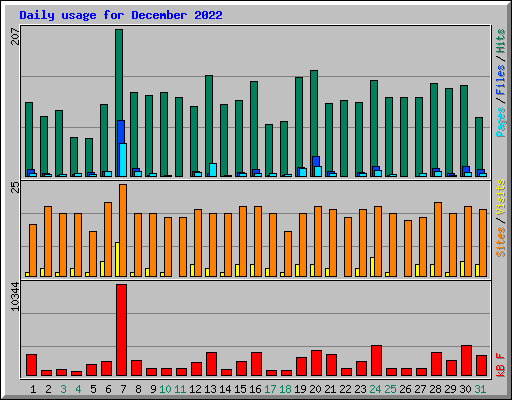 Daily usage for December 2022
207
Pages / Files / Hits
25
Sites / Visits
10344
kB F
1 2 3 4 5 6 7 8 9 10 11 12 13 14 15 16 17 18 19 20 21 22 23 24 25 26 27 28 29 30 31